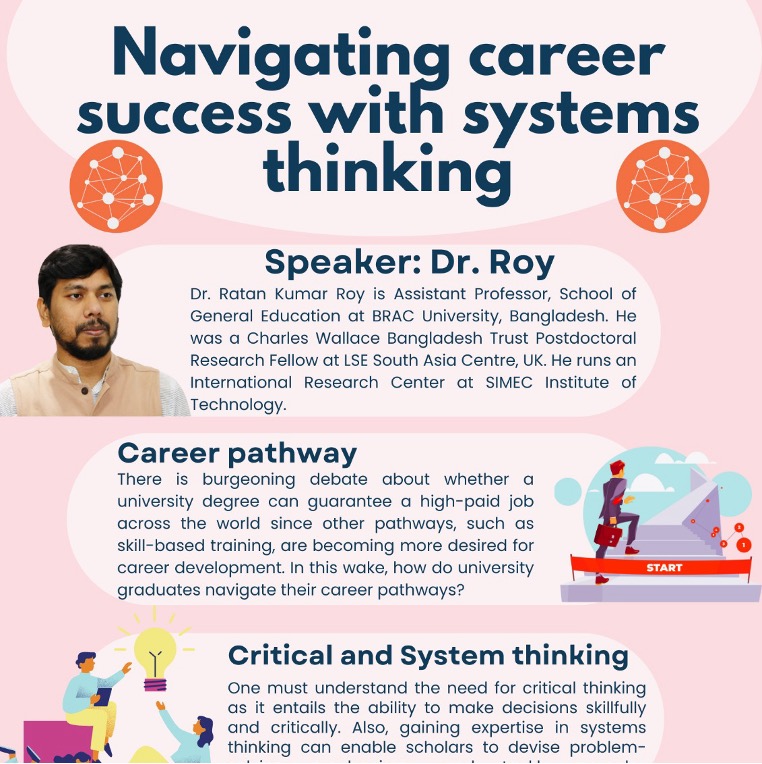 Navigating career
success with systems
thinking
Speaker: Dr. Roy
Dr. Ratan Kumar Roy is Assistant Professor, School of
General Education at BRAC University, Bangladesh. He
was a Charles Wallace Bangladesh Trust Postdoctoral
Research Fellow at LSE South Asia Centre, UK. He runs an
International Research Center at SIMEC Institute of
Technology.
Career pathway
There is burgeoning debate about whether a
university degree can guarantee a high-paid job
across the world since other pathways, such as
skill-based training, are becoming more desired for
career development. In this wake, how do university
graduates navigate their career pathways?
START
1
Critical and System thinking
One must understand the need for critical thinking
as it entails the ability to make decisions skillfully
and critically. Also, gaining expertise in systems
thinking can enable scholars to devise problem-